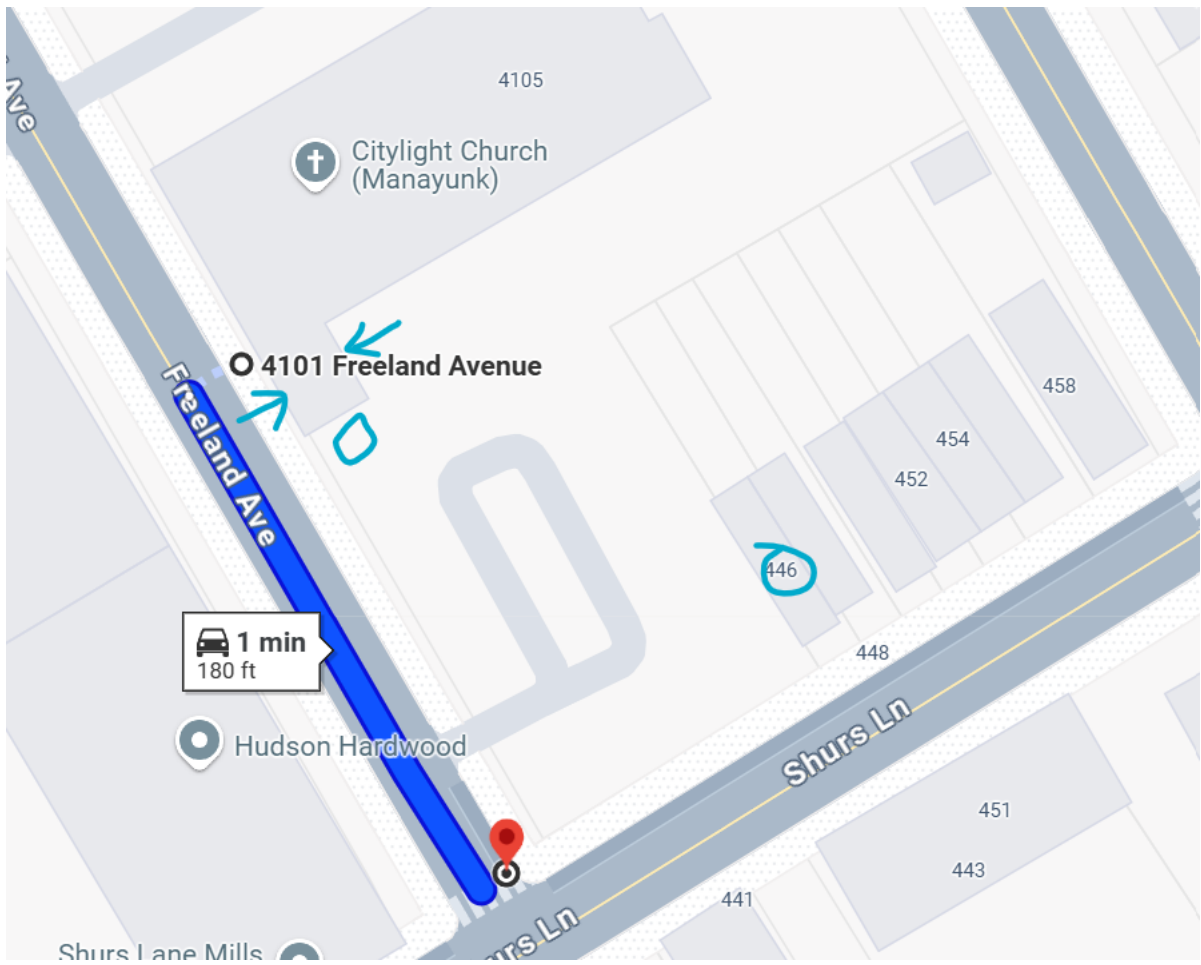 Ave
4105
Citylight Church
(Manayunk)
4101 Freeland Avenue
Freeland Ave
458
454
452
446
1 min
180 ft
448
Shurs Ln
Hudson Hardwood
451
443
441
urs Ln
Shurs Lane Mills